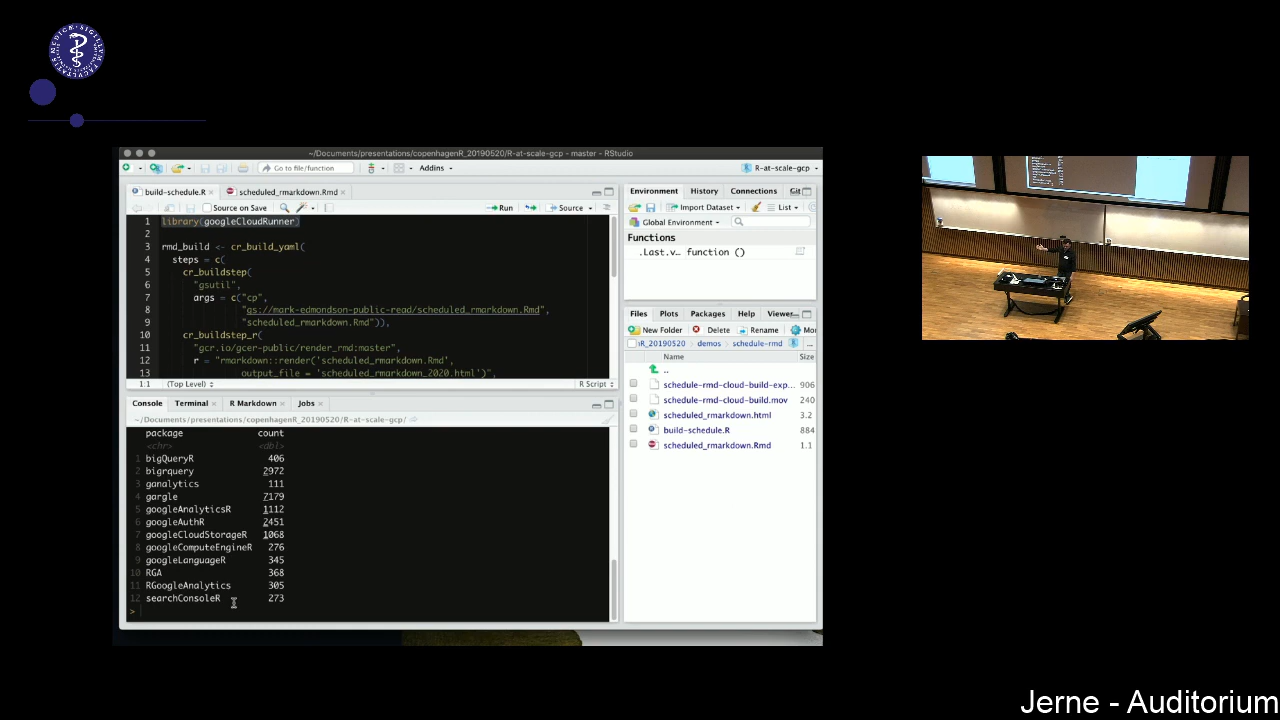 ~/Documents/presentations/copenhagenR_20190520/R-at-scale-gcp - master - RStudio
Go to file/function
Addins
R-at-scale-gcp
build-schedule.R
scheduled_rmarkdown.Rmd
Source on Save
Run
Source
1 library(googleCloudRunner)
2
3 rmd_build <- cr_build_yaml(
4 steps = c(
5 cr_buildstep(
6 "gsutil",
7 args = c("cp",
8 "gs://mark-edmondson-public-read/scheduled_rmarkdown.Rmd",
9 "scheduled_rmarkdown.Rmd")),
10 cr_buildstep_r(
11 "gcr.io/gcer-public/render_rmd:master",
12 r = "rmarkdown::render('scheduled_rmarkdown.Rmd',
13 output_file = 'scheduled_rmarkdown_2020.html')",
1:1 (Top Level) R Script
Console Terminal R Markdown Jobs
~/Documents/presentations/copenhagenR_20190520/R-at-scale-gcp/
package count
<chr> <dbl>
1 bigQueryR 406
2 bigrquery 2972
3 ganalytics 111
4 gargle 7179
5 googleAnalyticsR 1112
6 googleAuthR 2451
7 googleCloudStorageR 1068
8 googleComputeEngineR 276
9 googleLanguageR 345
10 RGA 368
11 RGoogleAnalytics 305
12 searchConsoleR 273
>
Environment History Connections Git
Import Dataset List
Global Environment
Functions
.Last.v… function ()
Files Plots Packages Help Viewer
New Folder Delete Rename Mo
iR_20190520 demos schedule-rmd ...
Name Size
..
schedule-rmd-cloud-build-exp... 906
schedule-rmd-cloud-build.mov 240
scheduled_rmarkdown.html 3.2
build-schedule.R 884
scheduled_rmarkdown.Rmd 1.1
Jerne - Auditorium